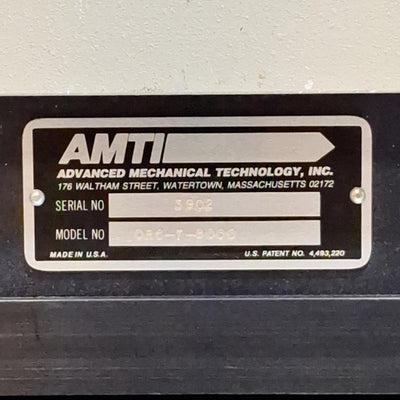 AMTI
ADVANCED MECHANICAL TECHNOLOGY, INC.
176 WALTHAM STREET, WATERTOWN, MASSACHUSETTS 02172
SERIAL NO 3902
MODEL NO
MADE IN U.S.A. U.S. PATENT NO. 4,493,220